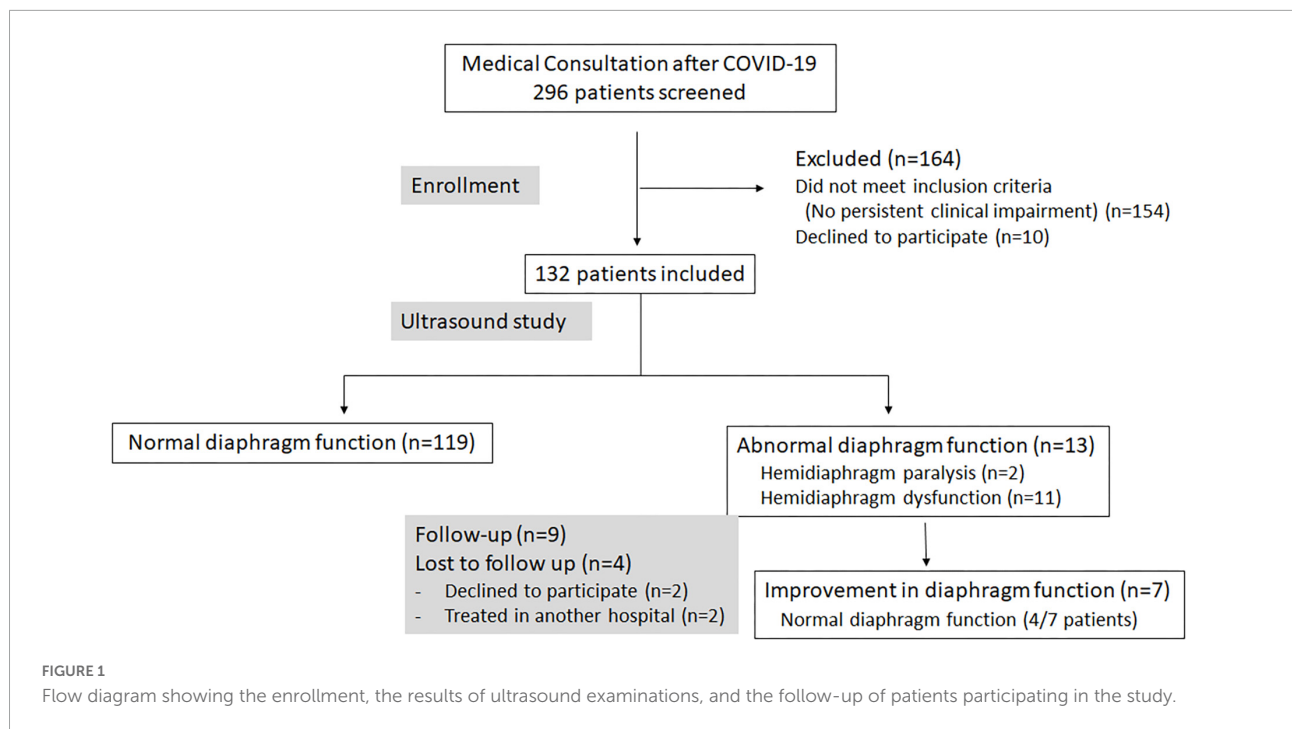 Medical Consultation after COVID-19
296 patients screened
Enrollment
Excluded (n=164)
Did not meet inclusion criteria
(No persistent clinical impairment) (n=154)
Declined to participate (n=10)
132 patients included
Ultrasound study
Normal diaphragm function (n=119)
Abnormal diaphragm function (n=13)
Hemidiaphragm paralysis (n=2)
Hemidiaphragm dysfunction (n=11)
Follow-up (n=9)
Lost to follow up (n=4)
- Declined to participate (n=2)
- Treated in another hospital (n=2)
Improvement in diaphragm function (n=7)
Normal diaphragm function (4/7 patients)
FIGURE 1
Flow diagram showing the enrollment, the results of ultrasound examinations, and the follow-up of patients participating in the study.